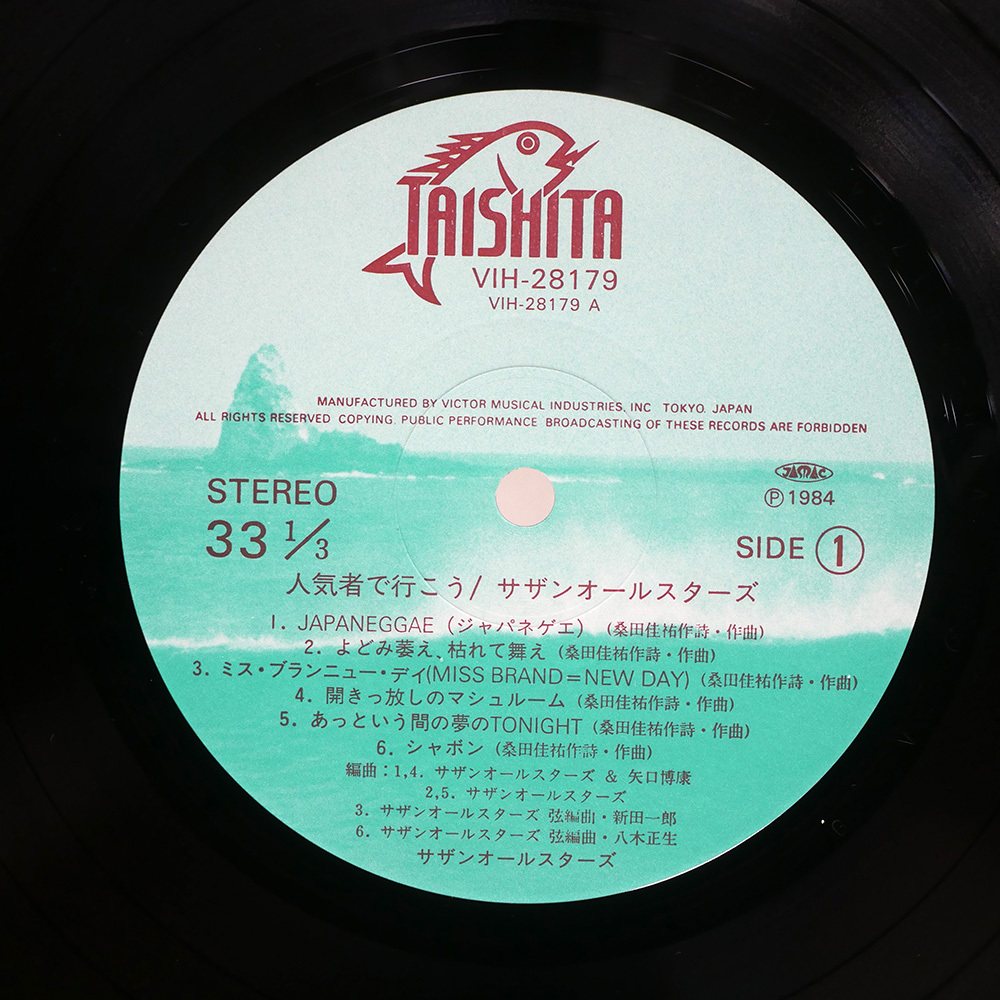 TAISHITA
VIH-28179
VIH-28179 A
MANUFACTURED BY VICTOR MUSICAL INDUSTRIES, INC TOKYO. JAPAN
ALL RIGHTS RESERVED COPYING. PUBLIC PERFORMANCE BROADCASTING OF THESE RECORDS ARE FORBIDDEN
JASMAC
STEREO
Ⓟ1984
33 1/3
SIDE ①
人気者で行こう/ サザンオールスターズ
1. JAPANEGGAE (ジャパネゲエ) (桑田佳祐作詩・作曲)
2. よどみ萎え、枯れて舞え (桑田佳祐作詩・作曲)
3. ミス・ブランニュー・デイ(MISS BRAND=NEW DAY) (桑田佳祐作詩・作曲)
4. 開きっ放しのマシュルーム (桑田佳祐作詩・作曲)
5. あっという間の夢のTONIGHT (桑田佳祐作詩・作曲)
6. シャボン (桑田佳祐作詩・作曲)
編曲:1,4. サザンオールスターズ & 矢口博康
2,5. サザンオールスターズ
3. サザンオールスターズ 弦編曲・新田一郎
6. サザンオールスターズ 弦編曲・八木正生
サザンオールスターズ